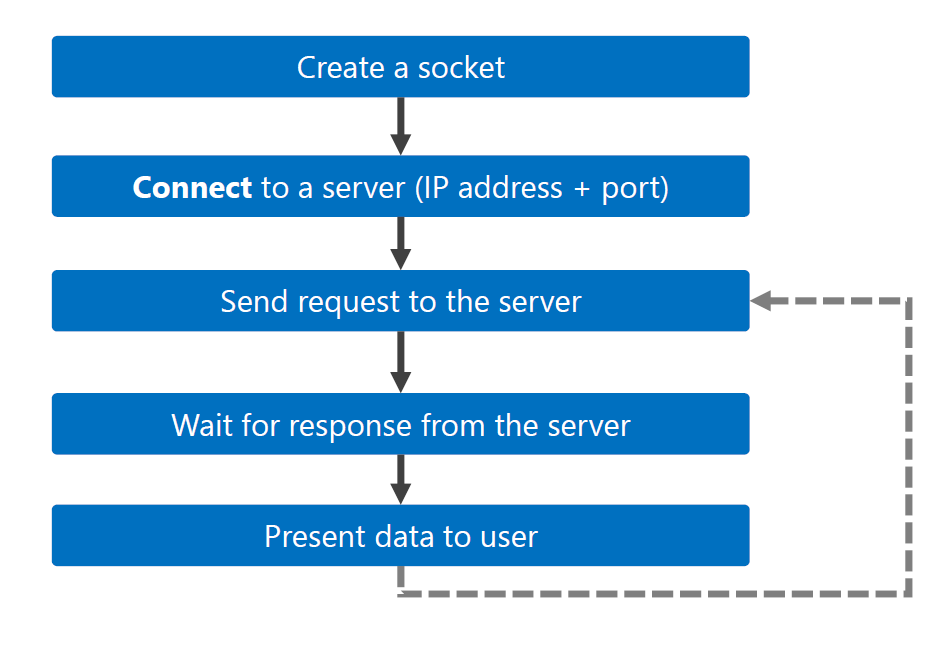 Create a socket
Connect to a server (IP address + port)
Send request to the server
Wait for response from the server
Present data to user